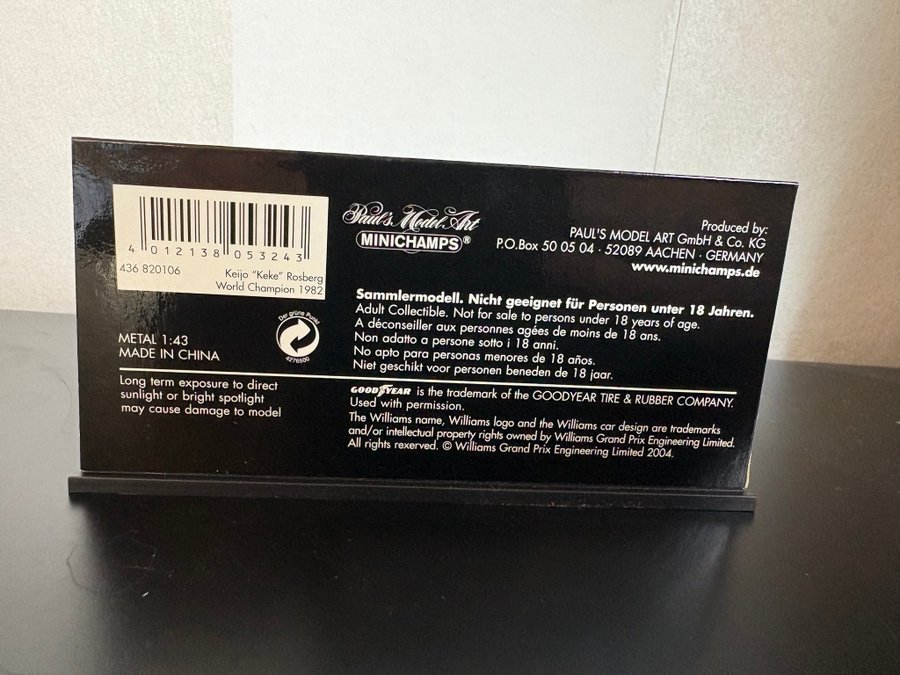 4 012138 053243
436 820106
Keijo "Keke" Rosberg
World Champion 1982
Paul's Model Art
MINICHAMPS®
Produced by:
PAUL'S MODEL ART GmbH & Co. KG
P.O.Box 50 05 04 · 52089 AACHEN · GERMANY
www.minichamps.de
Sammlermodell. Nicht geeignet für Personen unter 18 Jahren.
Adult Collectible. Not for sale to persons under 18 years of age.
A déconseiller aux personnes agées de moins de 18 ans.
Non adatto a persone sotto i 18 anni.
No apto para personas menores de 18 años.
Niet geschikt voor personen beneden de 18 jaar.
Der grüne Punkt
4276500
METAL 1:43
MADE IN CHINA
Long term exposure to direct
sunlight or bright spotlight
may cause damage to model
GOODYEAR is the trademark of the GOODYEAR TIRE & RUBBER COMPANY.
Used with permission.
The Williams name, Williams logo and the Williams car design are trademarks
and/or intellectual property rights owned by Williams Grand Prix Engineering Limited.
All rights reserved. © Williams Grand Prix Engineering Limited 2004.